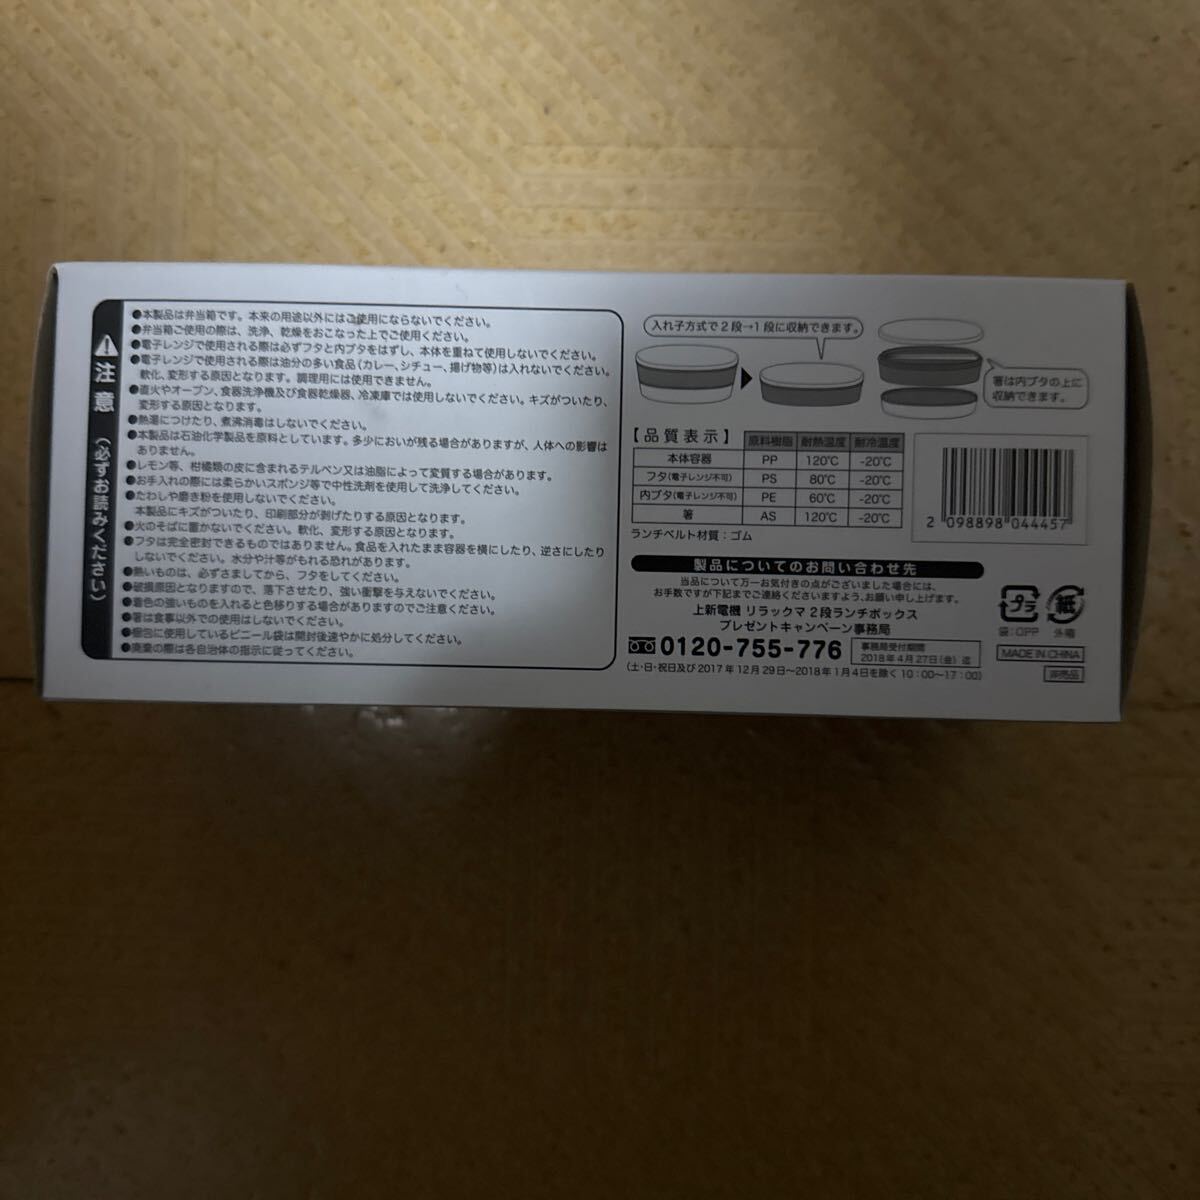 注意（必ずお読みください）
●本製品は弁当箱です。本来の用途以外にはご使用にならないでください。
●弁当箱ご使用の際は、洗浄、乾燥をおこなった上でご使用ください。
●電子レンジで使用される際は必ずフタと内ブタをはずし、本体を重ねて使用しないでください。
●電子レンジで使用される際は油分の多い食品(カレー、シチュー、揚げ物等)は入れないでください。
軟化、変形する原因となります。調理用には使用できません。
●直火やオーブン、食器洗浄機及び食器乾燥器、冷凍庫では使用しないでください。キズがついたり、
変形する原因となります。
●熱湯につけたり、煮沸消毒はしないでください。
●本製品は石油化学製品を原料としています。多少においが残る場合がありますが、人体への影響は
ありません。
●レモン等、柑橘類の皮に含まれるテルペン又は油脂によって変質する場合があります。
●お手入れの際には柔らかいスポンジ等で中性洗剤を使用して洗浄してください。
●たわしや磨き粉を使用しないでください。
本製品にキズがついたり、印刷部分が剥げたりする原因となります。
●火のそばに置かないでください。軟化、変形する原因となります。
●フタは完全密封できるものではありません。食品を入れたまま容器を横にしたり、逆さにしたり
しないでください。水分や汁等がもれる恐れがあります。
●熱いものは、必ずさましてから、フタをしてください。
●破損原因となりますので、落下させたり、強い衝撃を与えないでください。
●着色の強いものを入れると色移りする場合がありますのでご注意ください。
●箸は食事以外での使用はしないでください。
●梱包に使用しているビニール袋は開封後速やかに処分してください。
●廃棄の際は各自治体の指示に従ってください。
入れ子方式で2段→1段に収納できます。
箸は内ブタの上に
収納できます。
【品質表示】 原料樹脂 耐熱温度 耐冷温度
本体容器 PP 120℃ -20℃
フタ(電子レンジ不可) PS 80℃ -20℃
内ブタ(電子レンジ不可) PE 60℃ -20℃
箸 AS 120℃ -20℃
ランチベルト材質：ゴム
2 098898 044457
製品についてのお問い合わせ先
当品について万一お気付きの点がございました場合には、
お手数ですが下記までご連絡くださいますよう、お願い申し上げます。
上新電機 リラックマ 2段ランチボックス
プレゼントキャンペーン事務局
0120-755-776
事務局受付期間
2018年4月27日(金)迄
(土・日・祝日及び2017年12月29日～2018年1月4日を除く10:00～17:00)
プラ
袋:OPP
紙
外箱
MADE IN CHINA
非売品